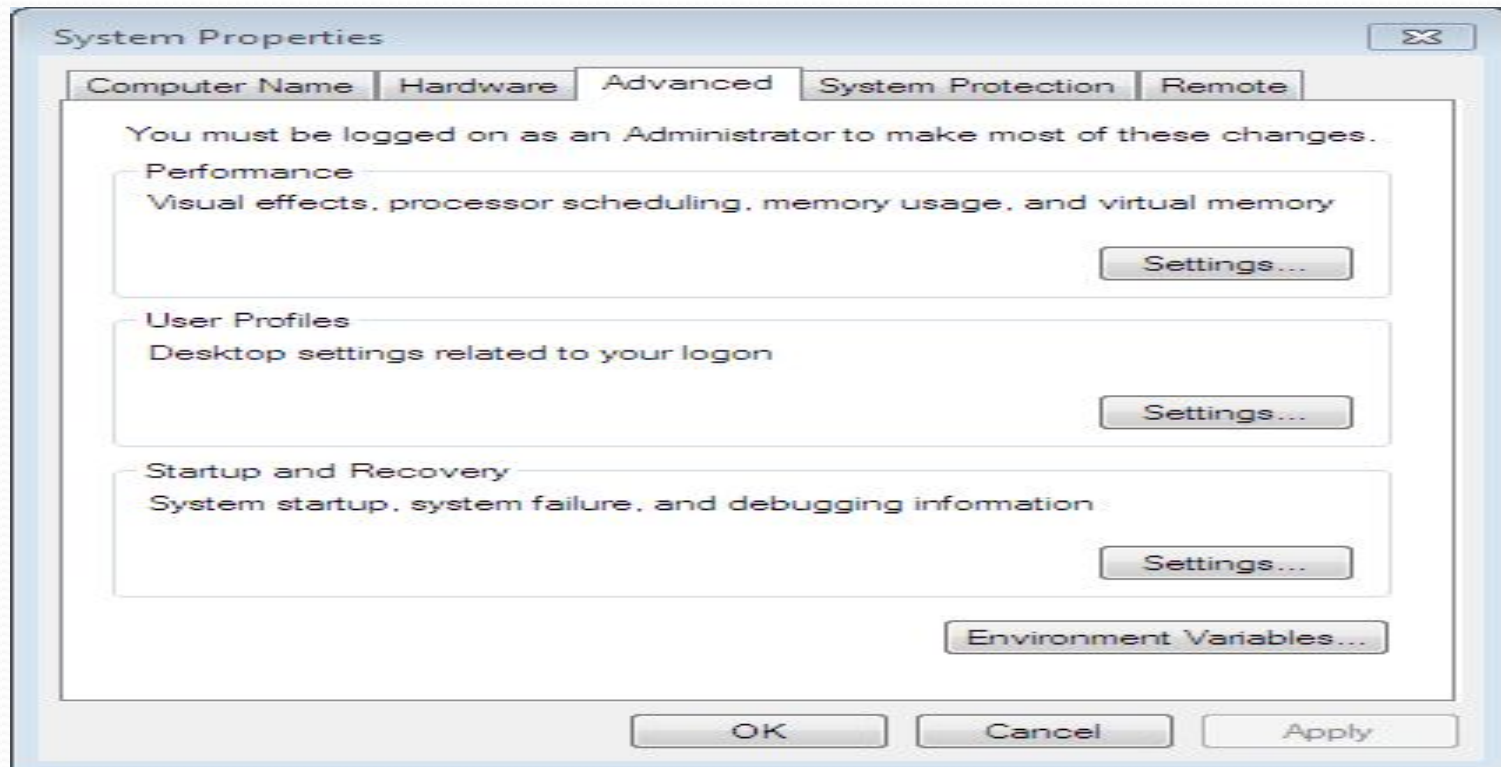 System Properties
Computer Name Hardware Advanced System Protection Remote
You must be logged on as an Administrator to make most of these changes.
Performance
Visual effects, processor scheduling, memory usage, and virtual memory
Settings...
User Profiles
Desktop settings related to your logon
Settings...
Startup and Recovery
System startup, system failure, and debugging information
Settings...
Environment Variables...
OK Cancel Apply